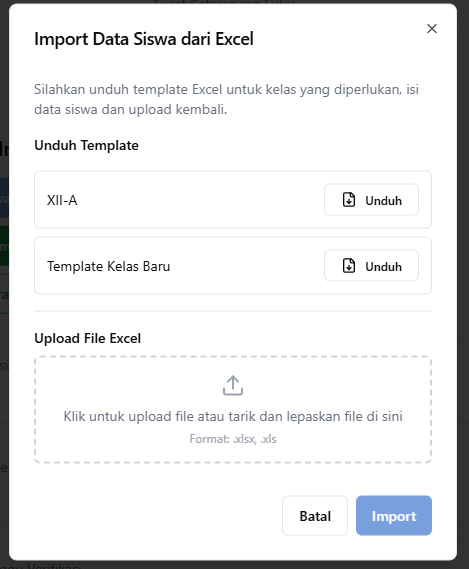 Import Data Siswa dari Excel
Silahkan unduh template Excel untuk kelas yang diperlukan, isi
data siswa dan upload kembali.
Unduh Template
XII-A
Unduh
Template Kelas Baru
Unduh
Upload File Excel
Klik untuk upload file atau tarik dan lepaskan file di sini
Format: .xlsx, .xls
Batal
Import